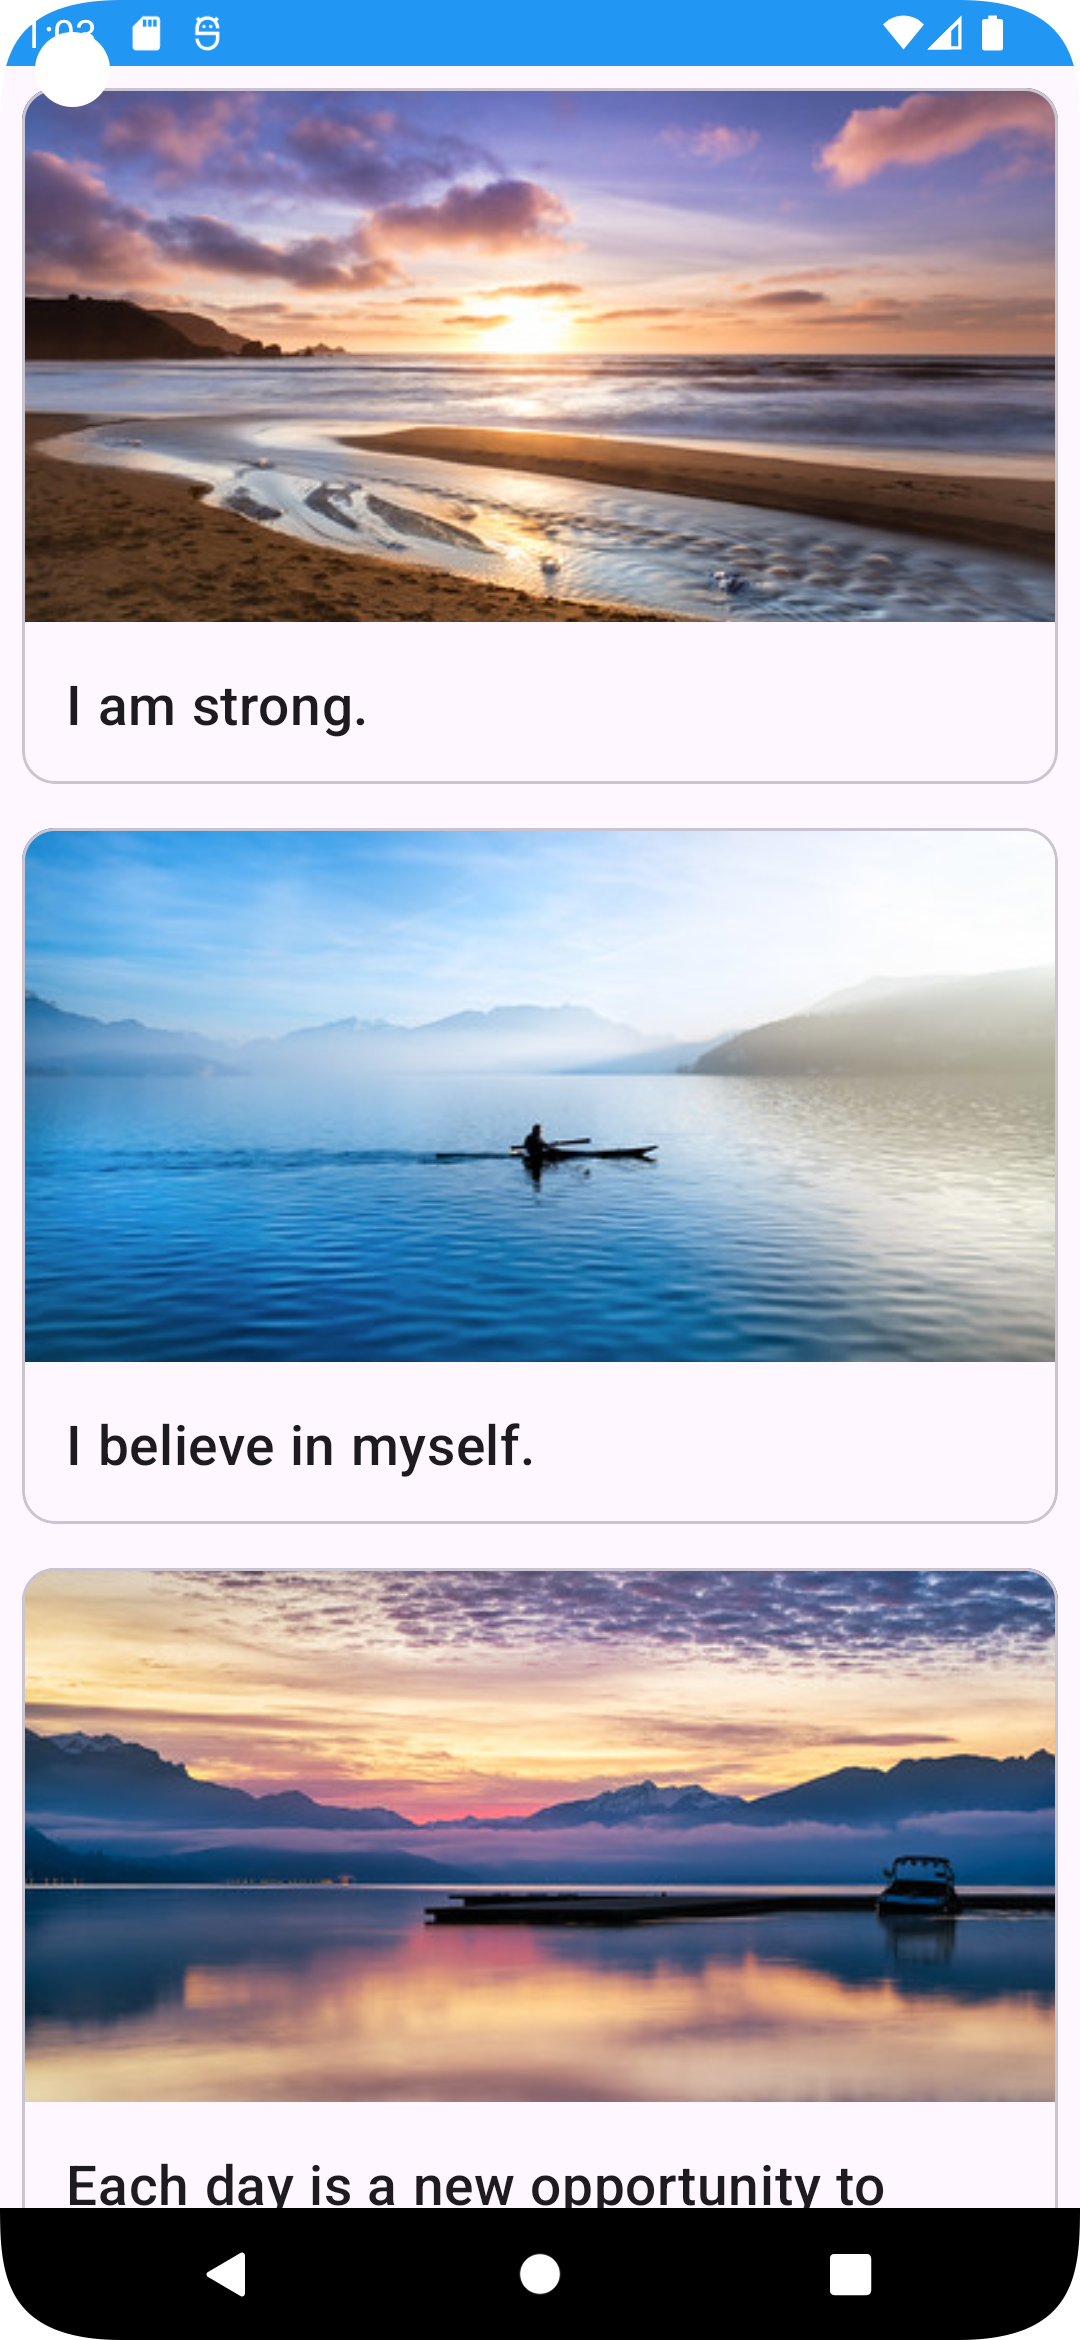 I am strong.
I believe in myself.
Each day is a new opportunity to